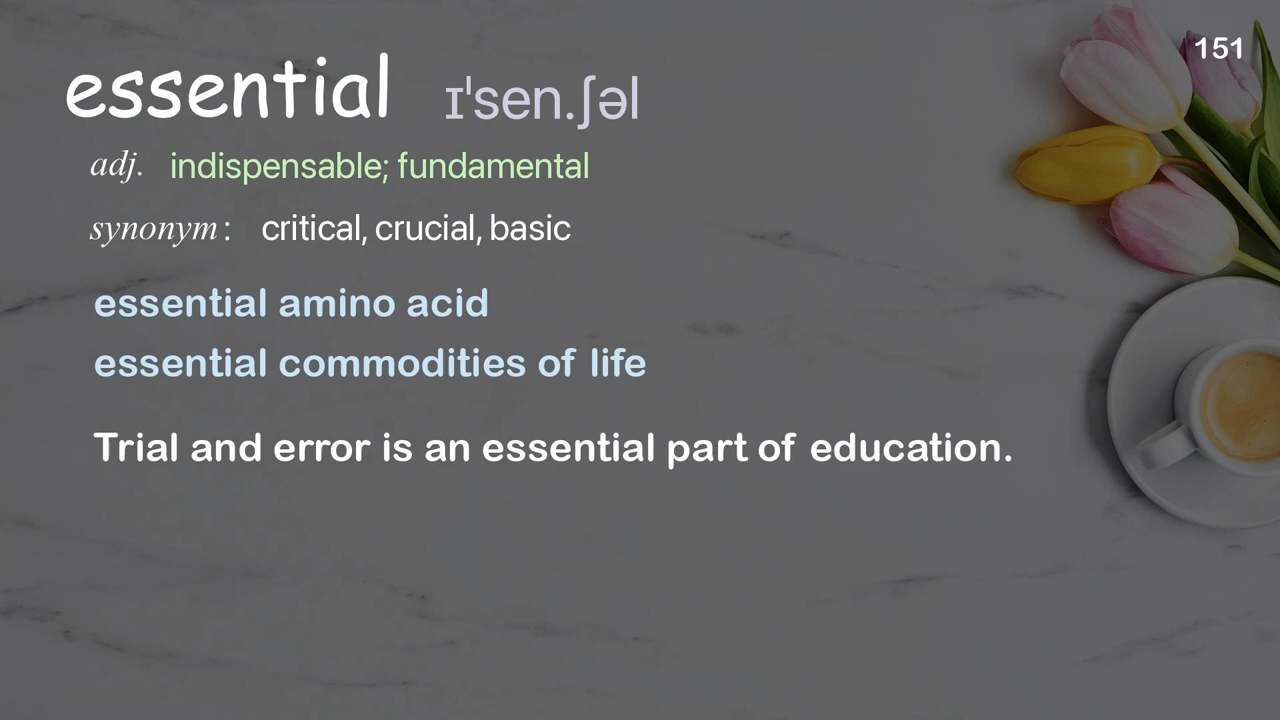 151
essential ɪˈsen.ʃəl
adj. indispensable; fundamental
synonym: critical, crucial, basic
essential amino acid
essential commodities of life
Trial and error is an essential part of education.